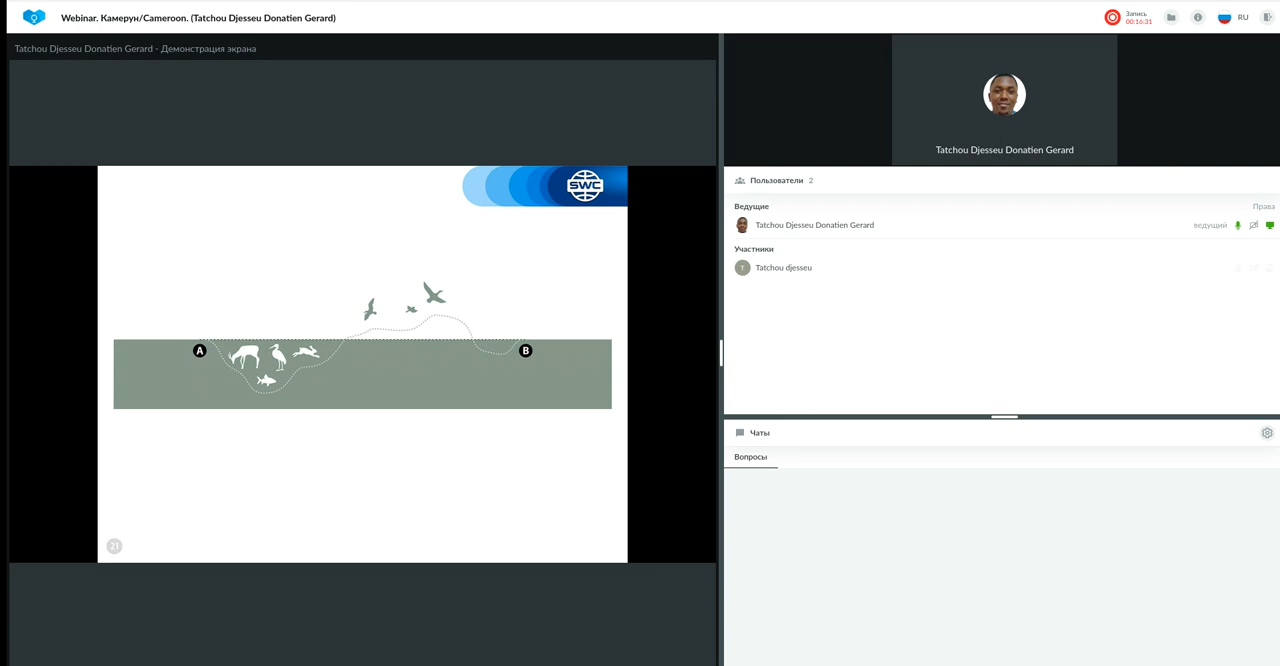 Webinar. Камерун/Cameroon. (Tatchou Djesseu Donatien Gerard)
Запись
00:16:31
RU
Tatchou Djesseu Donatien Gerard - Демонстрация экрана
SWC
A
B
21
Tatchou Djesseu Donatien Gerard
Пользователи 2
Ведущие Права
Tatchou Djesseu Donatien Gerard ведущий
Участники
T Tatchou djesseu
Чаты
Вопросы